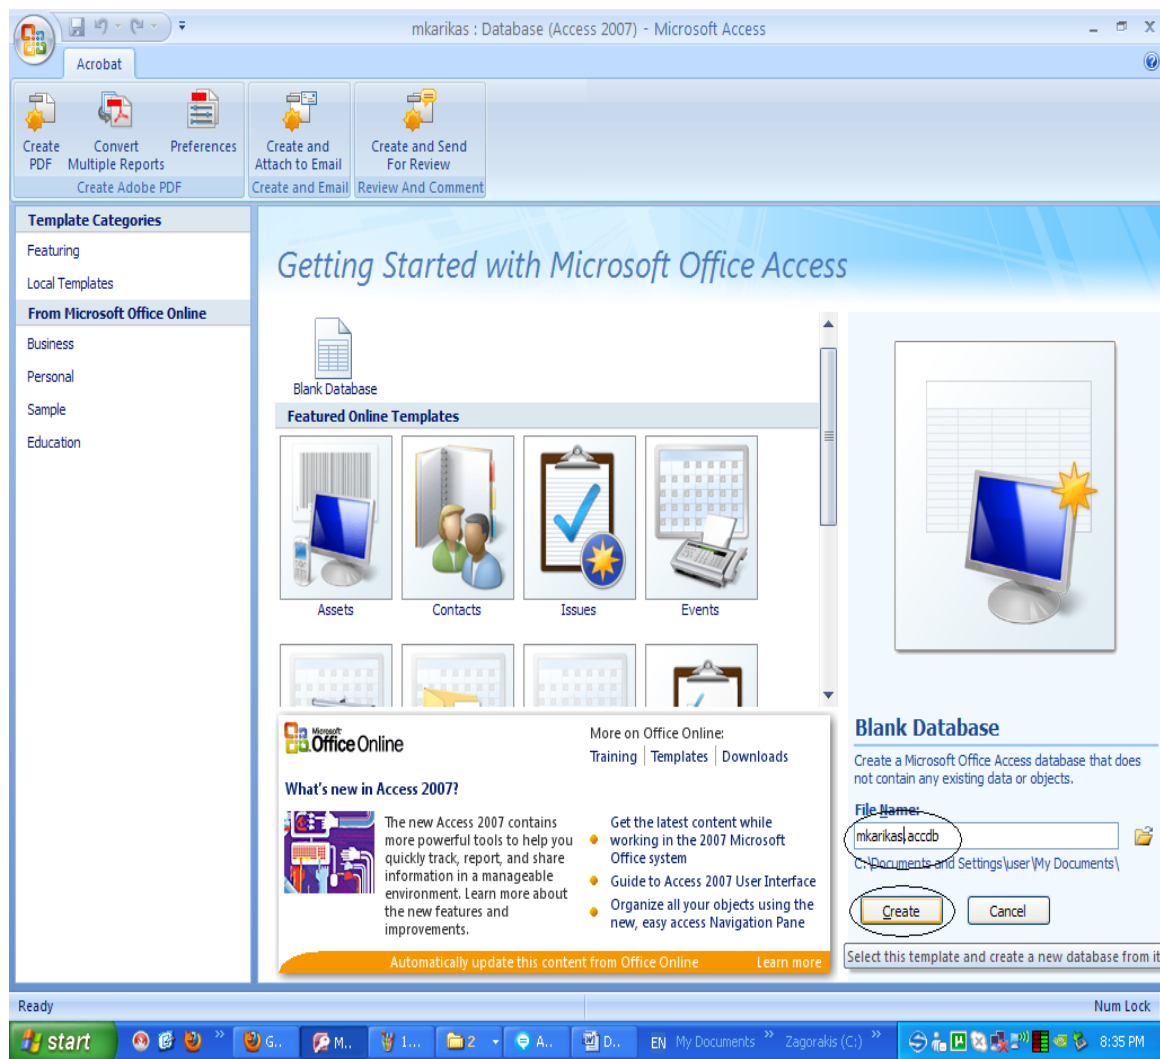 mkarikas : Database (Access 2007) - Microsoft Access
Acrobat
Create PDF
Convert Multiple Reports
Preferences
Create and Attach to Email
Create and Send For Review
Create Adobe PDF
Create and Email
Review And Comment
Template Categories
Featuring
Local Templates
From Microsoft Office Online
Business
Personal
Sample
Education
Getting Started with Microsoft Office Access
Blank Database
Featured Online Templates
Assets
Contacts
Issues
Events
Microsoft
Office Online
More on Office Online:
Training | Templates | Downloads
What's new in Access 2007?
The new Access 2007 contains
more powerful tools to help you
quickly track, report, and share
information in a manageable
environment. Learn more about
the new features and
improvements.
Get the latest content while
working in the 2007 Microsoft
Office system
Guide to Access 2007 User Interface
Organize all your objects using the
new, easy access Navigation Pane
Automatically update this content from Office Online
Learn more
Blank Database
Create a Microsoft Office Access database that does
not contain any existing data or objects.
File Name:
mkarikas.accdb
C:\Documents and Settings\user\My Documents\
Create
Cancel
Select this template and create a new database from it
Ready
Num Lock
start
G..
M..
1...
2
A..
D..
EN
My Documents
Zagorakis (C:)
8:35 PM